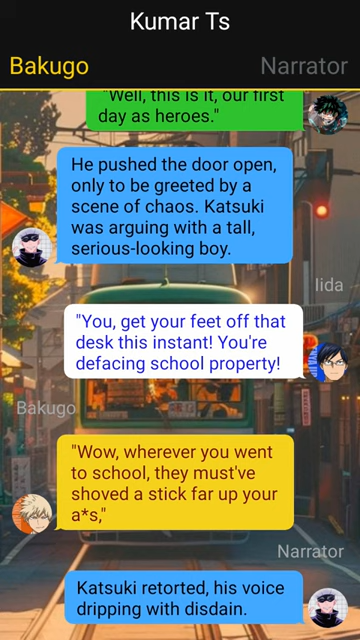 Kumar Ts
Bakugo
Narrator
"Well, this is it, our first
day as heroes."
He pushed the door open,
only to be greeted by a
scene of chaos. Katsuki
was arguing with a tall,
serious-looking boy.
Iida
"You, get your feet off that
desk this instant! You're
defacing school property!
Bakugo
"Wow, wherever you went
to school, they must've
shoved a stick far up your
a*s,"
Narrator
Katsuki retorted, his voice
dripping with disdain.